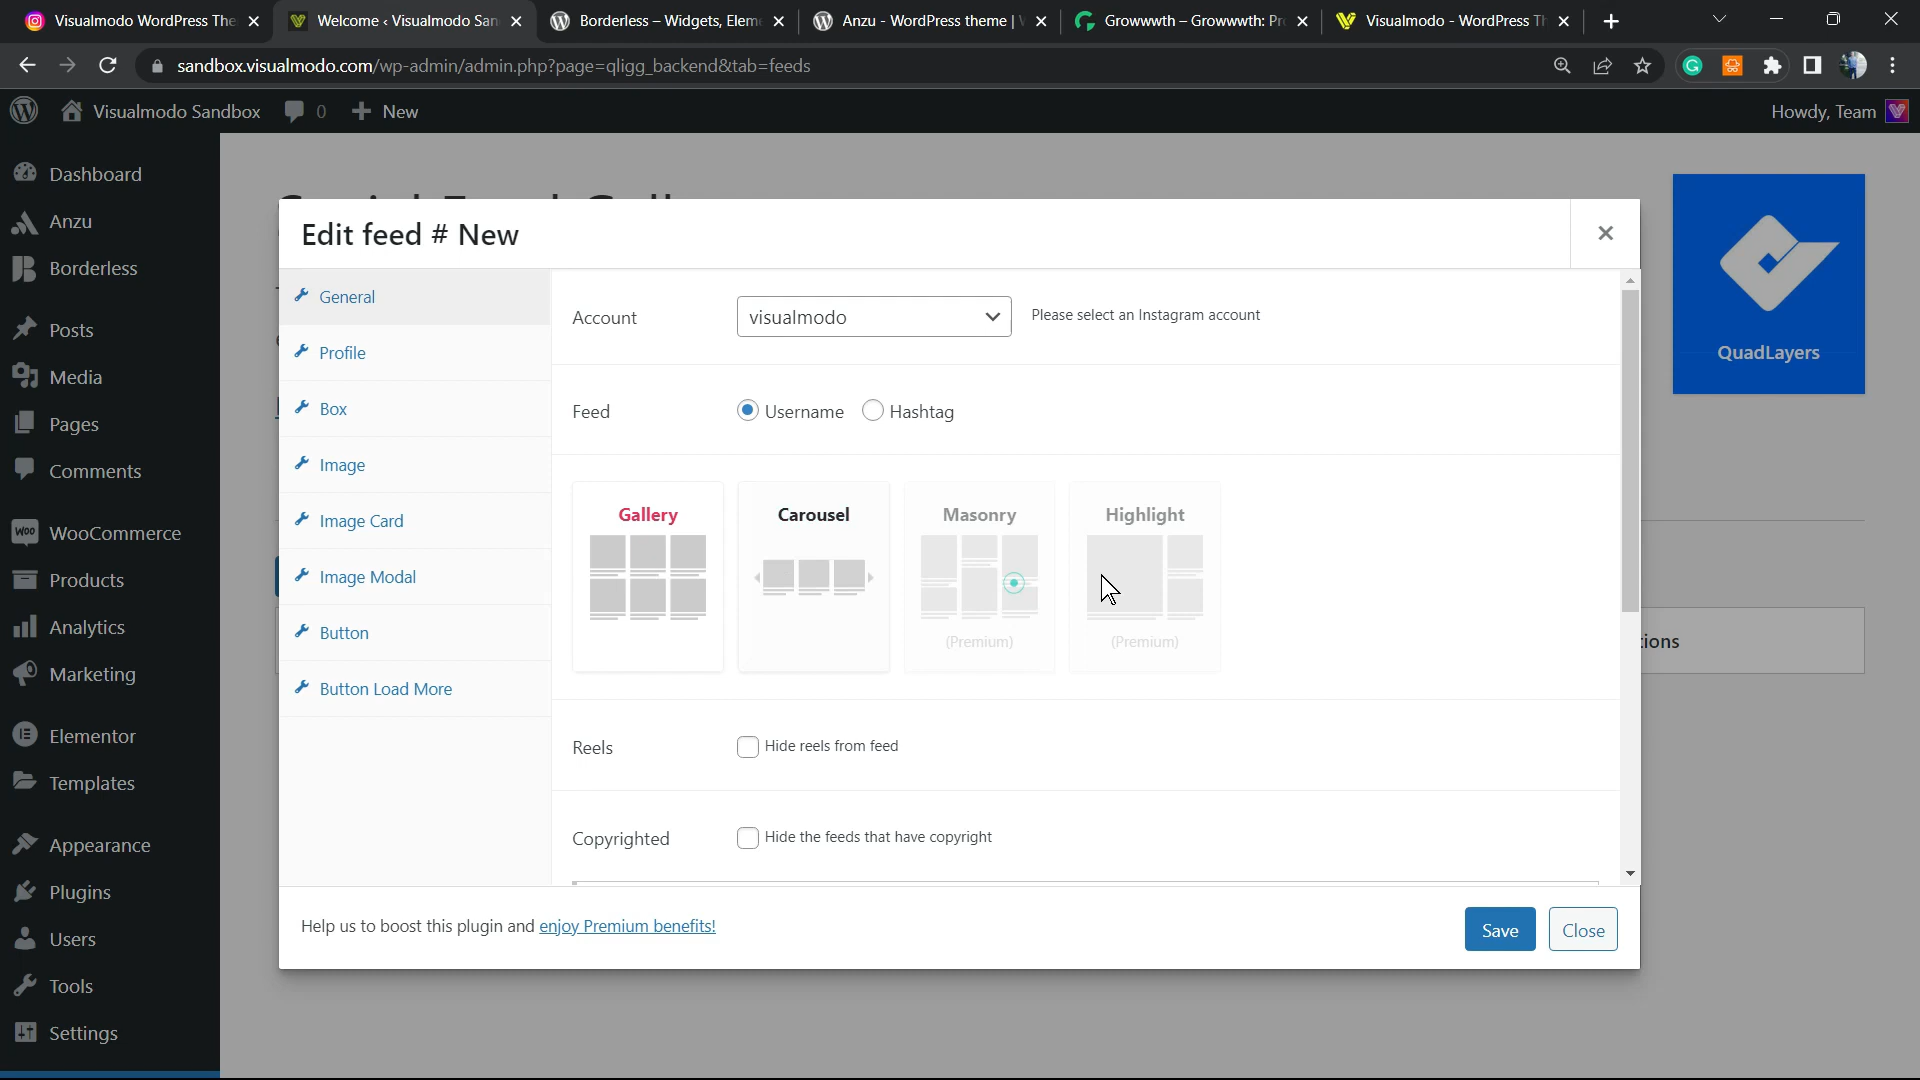 Visualmodo WordPress The
Welcome ‹ Visualmodo San
Borderless – Widgets, Elem
Anzu - WordPress theme |
Growwwth – Growwwth: Pr
Visualmodo - WordPress Th
sandbox.visualmodo.com/wp-admin/admin.php?page=qligg_backend&tab=feeds
Visualmodo Sandbox
0
New
Howdy, Team
Dashboard
Anzu
Borderless
Posts
Media
Pages
Comments
WooCommerce
Products
Analytics
Marketing
Elementor
Templates
Appearance
Plugins
Users
Tools
Settings
Edit feed # New
General
Profile
Box
Image
Image Card
Image Modal
Button
Button Load More
Account
visualmodo
Please select an Instagram account
Feed
Username
Hashtag
Gallery
Carousel
Masonry
(Premium)
Highlight
(Premium)
Reels
Hide reels from feed
Copyrighted
Hide the feeds that have copyright
Help us to boost this plugin and enjoy Premium benefits!
Save
Close
QuadLayers
tions